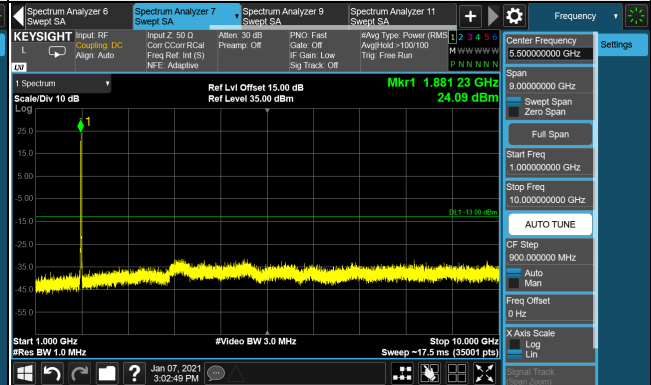 Spectrum Analyzer 6
Swept SA
Spectrum Analyzer 7
Swept SA
Spectrum Analyzer 9
Swept SA
Spectrum Analyzer 11
Swept SA
Frequency
KEYSIGHT
L
LXI
Input: RF
Coupling: DC
Align: Auto
Input Z: 50 Ω
Corr CCorr RCal
Freq Ref: Int (S)
NFE: Adaptive
Atten: 30 dB
Preamp: Off
PNO: Fast
Gate: Off
IF Gain: Low
Sig Track: Off
#Avg Type: Power (RMS
Avg|Hold:>100/100
Trig: Free Run
1 2 3 4 5 6
M W W W W W
P N N N N N
1 Spectrum
Scale/Div 10 dB
Log
Ref Lvl Offset 15.00 dB
Ref Level 35.00 dBm
Mkr1 1.881 23 GHz
24.09 dBm
1
25.0
15.0
5.00
-5.00
-15.0
-25.0
-35.0
-45.0
-55.0
DL1 -13.00 dBm
Start 1.000 GHz
#Res BW 1.0 MHz
#Video BW 3.0 MHz
Stop 10.000 GHz
Sweep ~17.5 ms (35001 pts)
Jan 07, 2021
3:02:49 PM
Center Frequency
5.500000000 GHz
Span
9.00000000 GHz
Swept Span
Zero Span
Full Span
Start Freq
1.000000000 GHz
Stop Freq
10.000000000 GHz
AUTO TUNE
CF Step
900.000000 MHz
Auto
Man
Freq Offset
0 Hz
X Axis Scale
Log
Lin
Signal Track
(Span Zoom)
Settings